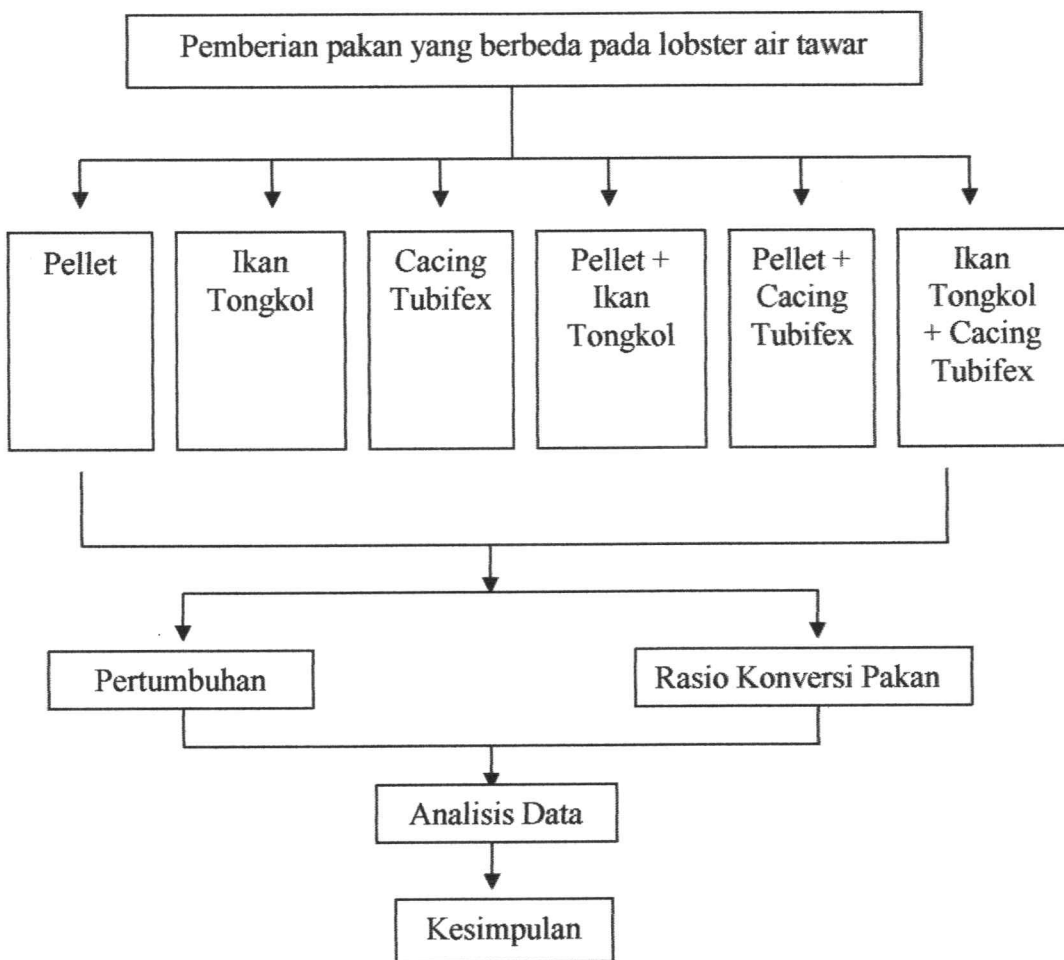 Pemberian pakan yang berbeda pada lobster air tawar
Pellet
Ikan
Tongkol
Cacing
Tubifex
Pellet +
Ikan
Tongkol
Pellet +
Cacing
Tubifex
Ikan
Tongkol
+ Cacing
Tubifex
Pertumbuhan
Rasio Konversi Pakan
Analisis Data
Kesimpulan